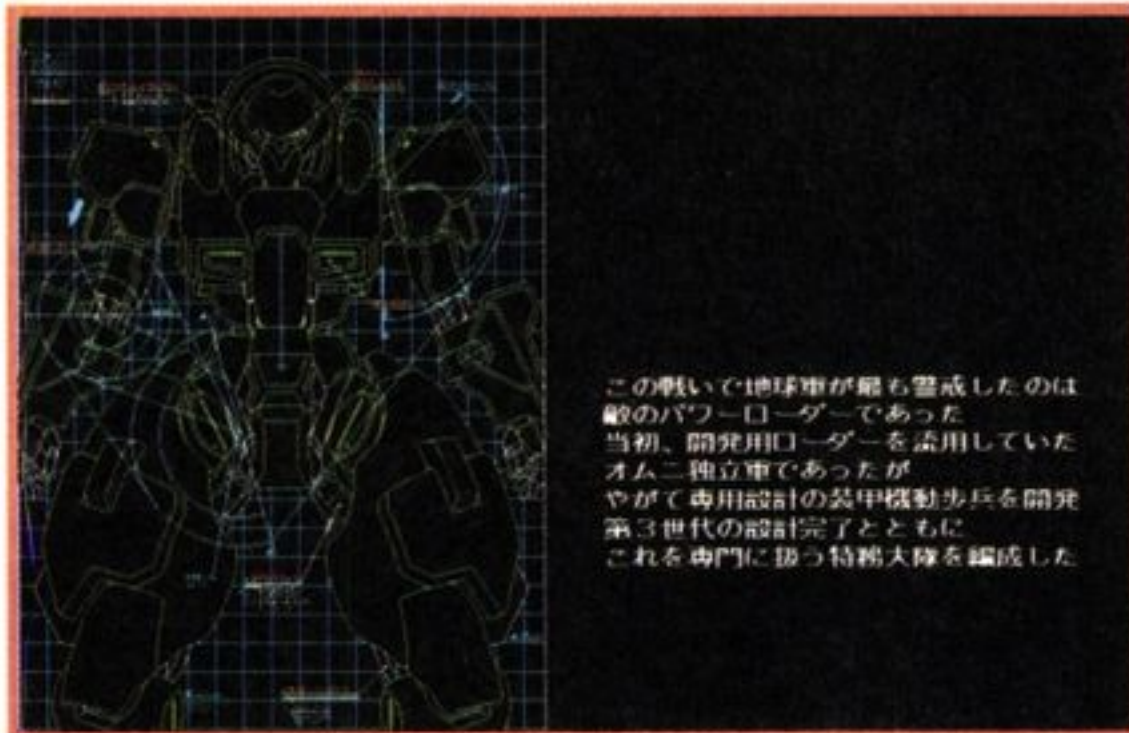 この戦いで地球軍が最も警戒したのは
敵のパワーローダーであった
当初、開発用ローダーを流用していた
オムニ独立軍であったが
やがて専用設計の装甲機動歩兵を開発
第3世代の設計完了とともに
これを専門に扱う特務大隊を編成した